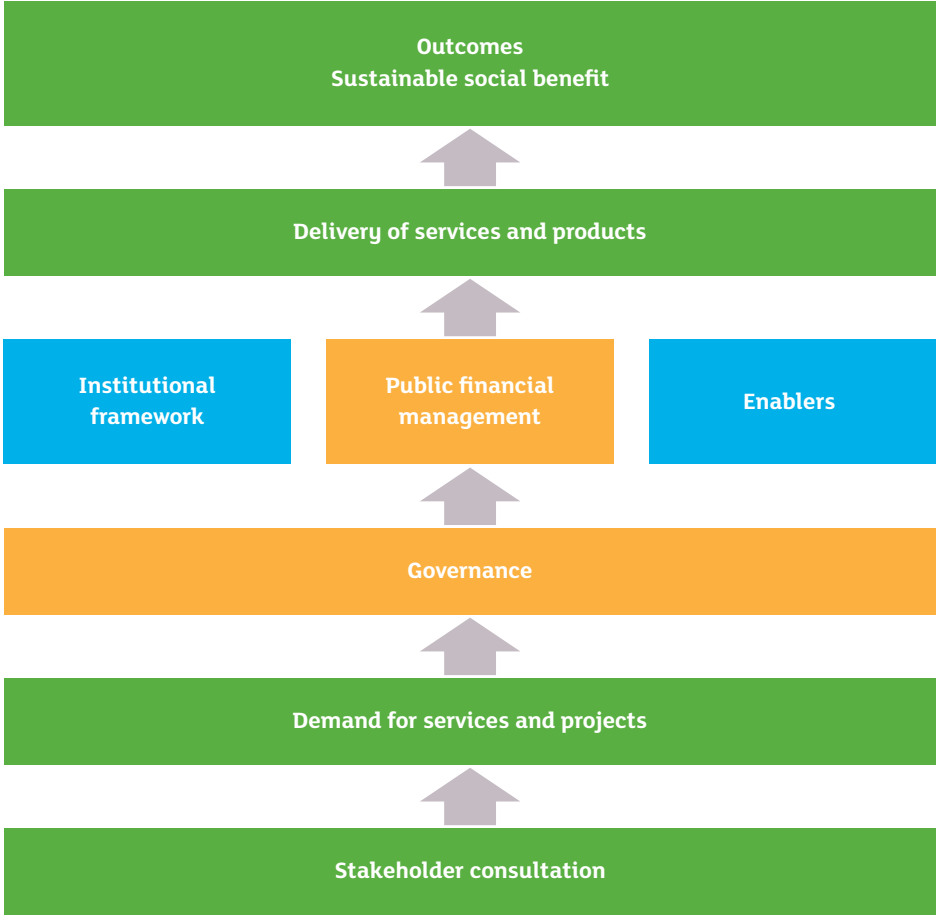 Outcomes
Sustainable social benefit
Delivery of services and products
Institutional
framework
Public financial
management
Enablers
Governance
Demand for services and projects
Stakeholder consultation